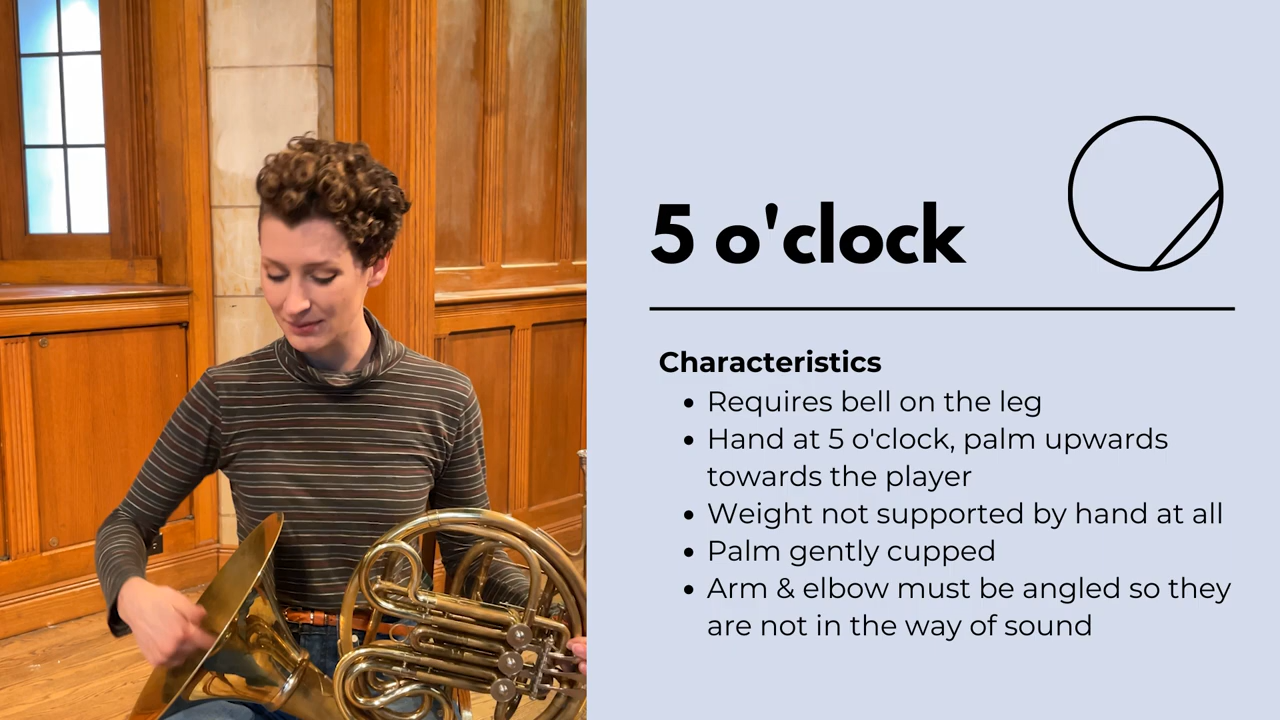 5 o'clock
Characteristics
• Requires bell on the leg
• Hand at 5 o'clock, palm upwards
towards the player
• Weight not supported by hand at all
• Palm gently cupped
• Arm & elbow must be angled so they
are not in the way of sound